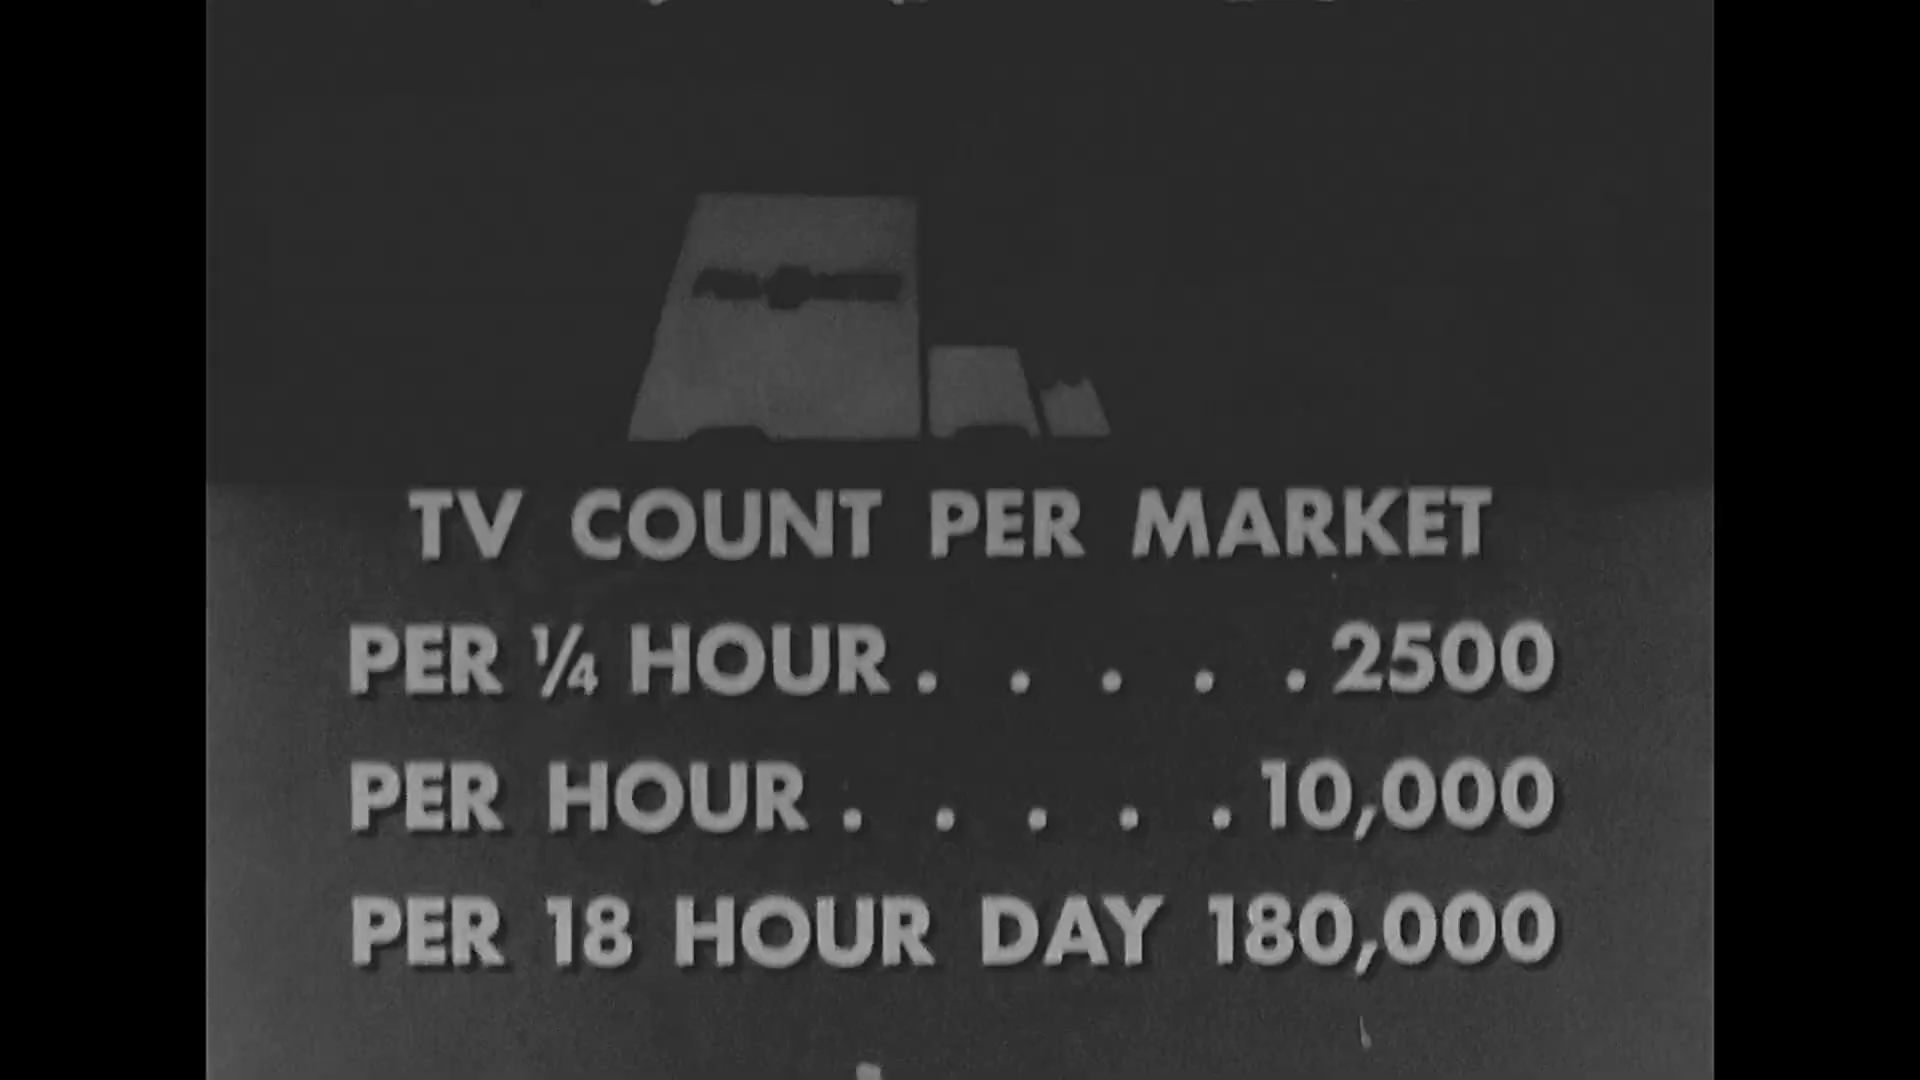 TV COUNT PER MARKET
PER ¼ HOUR. . . . .2500
PER HOUR. . . . .10,000
PER 18 HOUR DAY 180,000